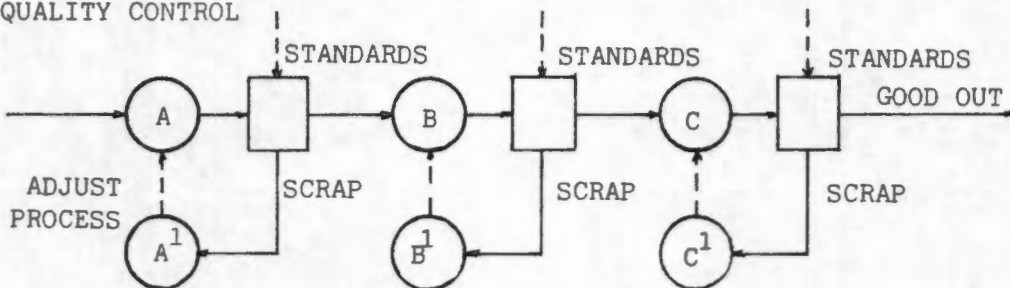 QUALITY CONTROL
STANDARDS STANDARDS STANDARDS
GOOD OUT
A B C
ADJUST PROCESS
SCRAP SCRAP SCRAP
A¹ B¹ C¹